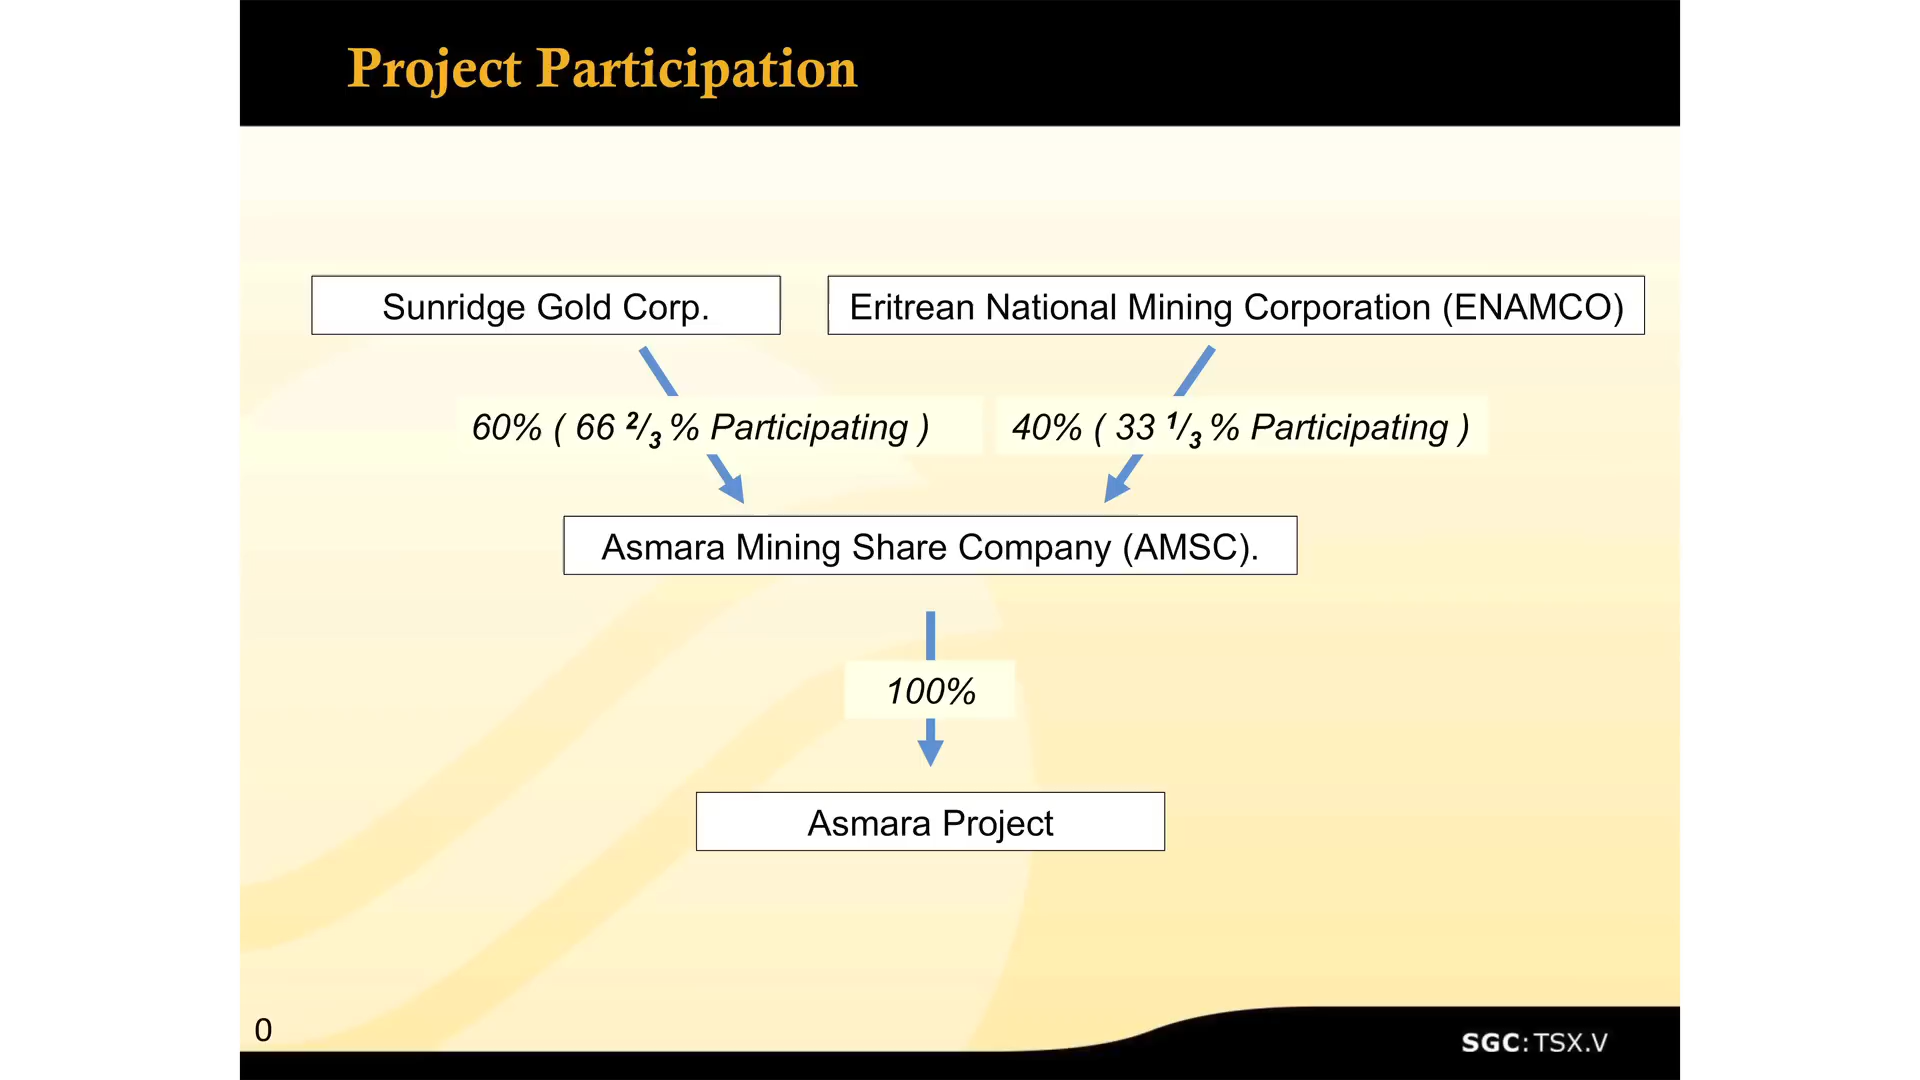 Project Participation
Sunridge Gold Corp.
Eritrean National Mining Corporation (ENAMCO)
60% ( 66 2/3 % Participating )
40% ( 33 1/3 % Participating )
Asmara Mining Share Company (AMSC).
100%
Asmara Project
0
SGC:TSX.V